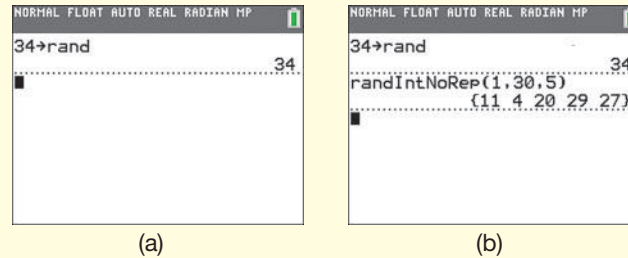 NORMAL FLOAT AUTO REAL RADIAN MP
34→rand
34
(a)
NORMAL FLOAT AUTO REAL RADIAN MP
34→rand
34
randIntNoRep(1,30,5)
{11 4 20 29 27}
(b)